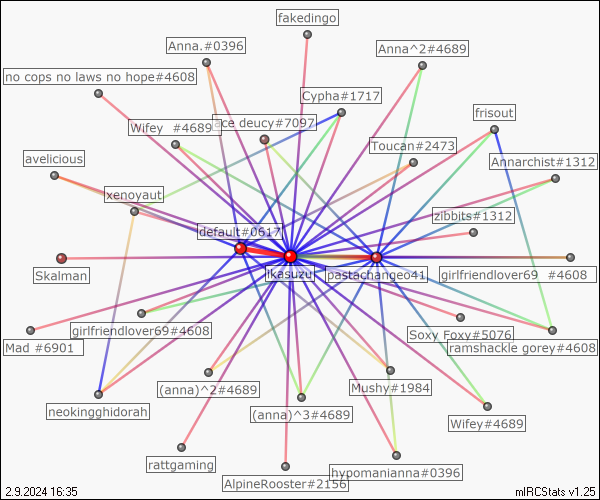 fakedingo
Anna.#0396
Anna^2#4689
no cops no laws no hope#4608
Cypha#1717
frisout
Wifey  #4689
ace deucy#7097
Toucan#2473
avelicious
Annarchist#1312
xenoyaut
zibbits#1312
default#0617
Skalman
ikasuzu
pastachangeo41
girlfriendlover69  #4608
girlfriendlover69#4608
Soxy Foxy#5076
Mad #6901
ramshackle gorey#4608
(anna)^2#4689
Mushy#1984
neokingghidorah
(anna)^3#4689
Wifey#4689
rattgaming
AlpineRooster#2156
hypomanianna#0396
2.9.2024 16:35
mIRCStats v1.25